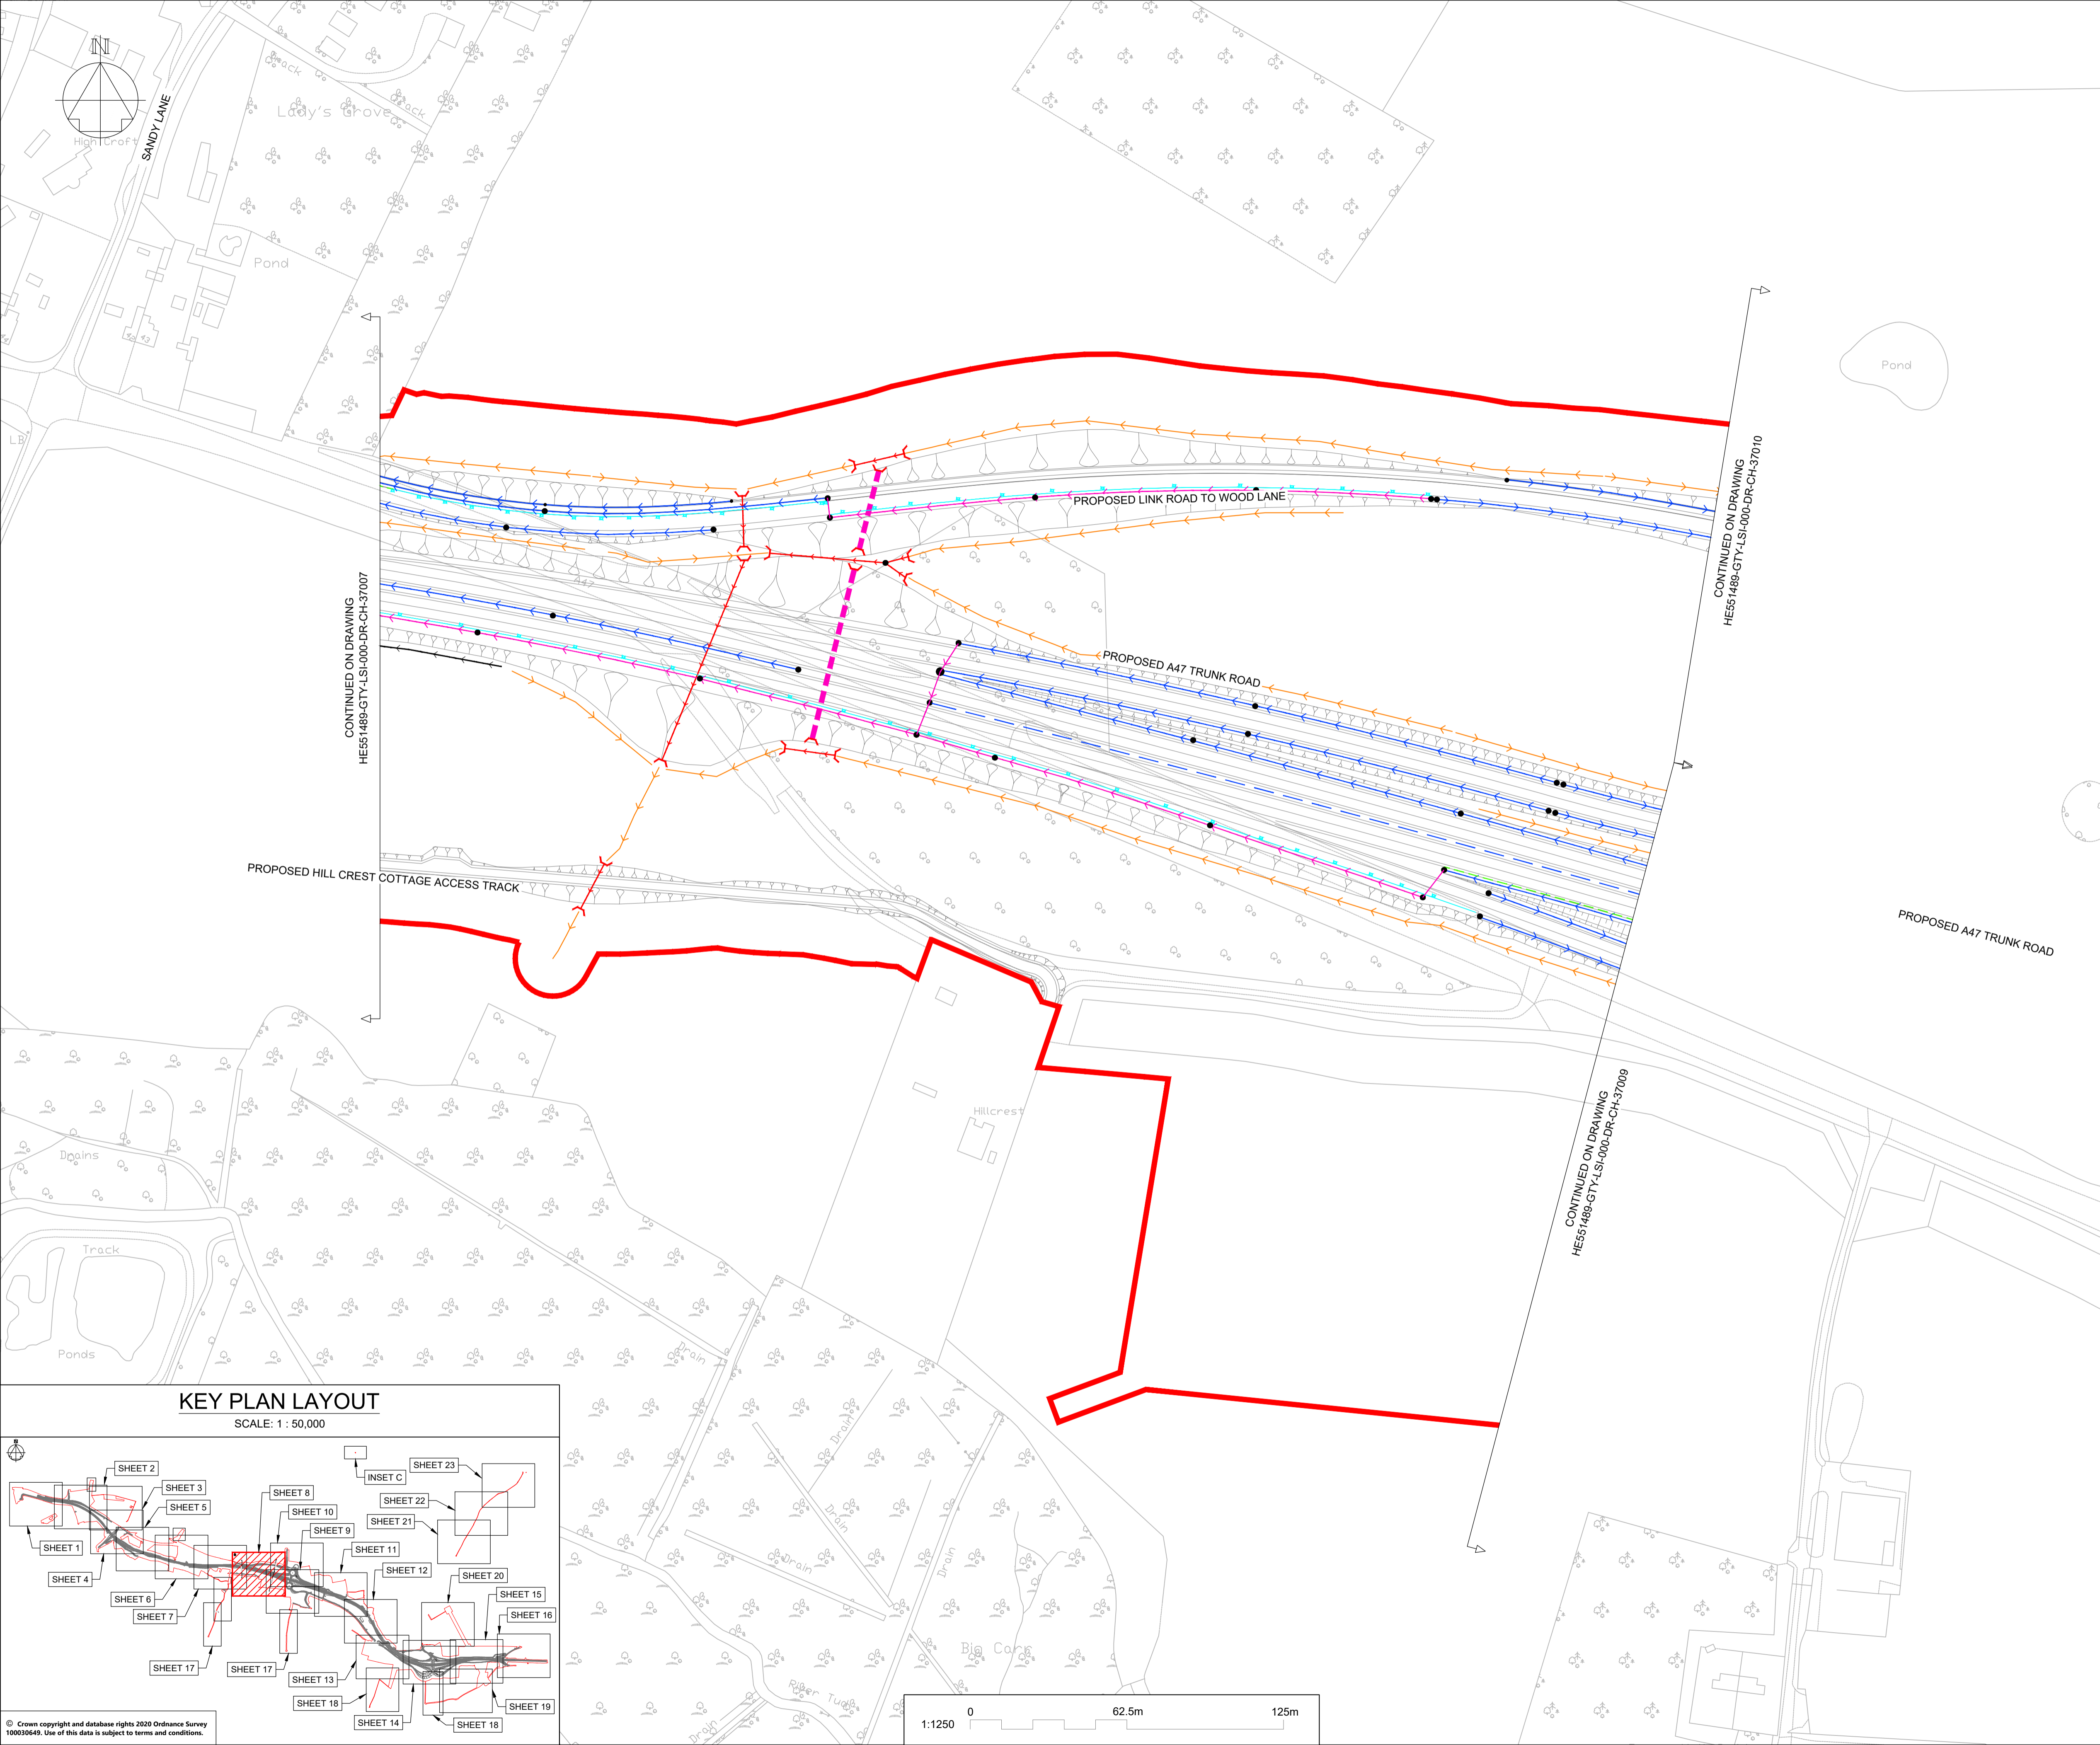 N
SANDY LANE
High Croft
Track
Track
Lady's Grove
Pond
43
LB
A47
Pond
CONTINUED ON DRAWING
HE551489-GTY-LSI-000-DR-CH-37007
CONTINUED ON DRAWING
HE551489-GTY-LSI-000-DR-CH-37010
PROPOSED LINK ROAD TO WOOD LANE
PROPOSED A47 TRUNK ROAD
PROPOSED A47 TRUNK ROAD
PROPOSED HILL CREST COTTAGE ACCESS TRACK
CONTINUED ON DRAWING
HE551489-GTY-LSI-000-DR-CH-37009
Hillcrest
Drains
Track
Ponds
Drain
Drain
Drain
Drain
Drain
Drain
Big Carr
River Tud
KEY PLAN LAYOUT
SCALE: 1 : 50,000
N
SHEET 2
SHEET 3
SHEET 5
SHEET 1
SHEET 4
SHEET 6
SHEET 7
SHEET 8
SHEET 10
SHEET 9
SHEET 11
SHEET 12
INSET C
SHEET 23
SHEET 22
SHEET 21
SHEET 20
SHEET 15
SHEET 16
SHEET 17
SHEET 17
SHEET 13
SHEET 18
SHEET 14
SHEET 18
SHEET 19
© Crown copyright and database rights 2020 Ordnance Survey
100030649. Use of this data is subject to terms and conditions.
0 62.5m 125m
1:1250